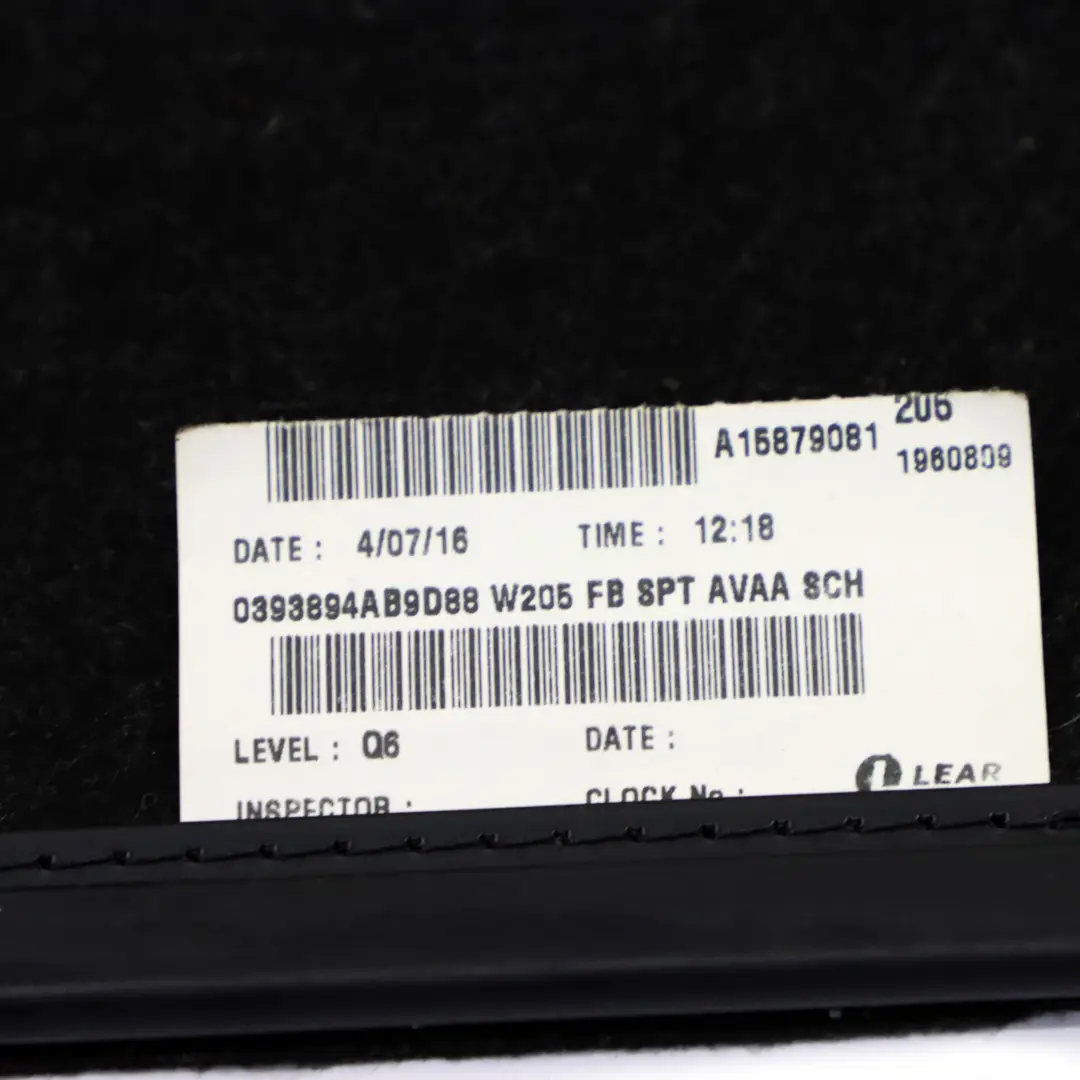 206
A15879081 1960809
DATE : 4/07/16 TIME : 12:18
0393894AB9D88 W205 FB SPT AVAA SCH
LEVEL : Q6 DATE :
LEAR
INSPECTOR : CLOCK No :